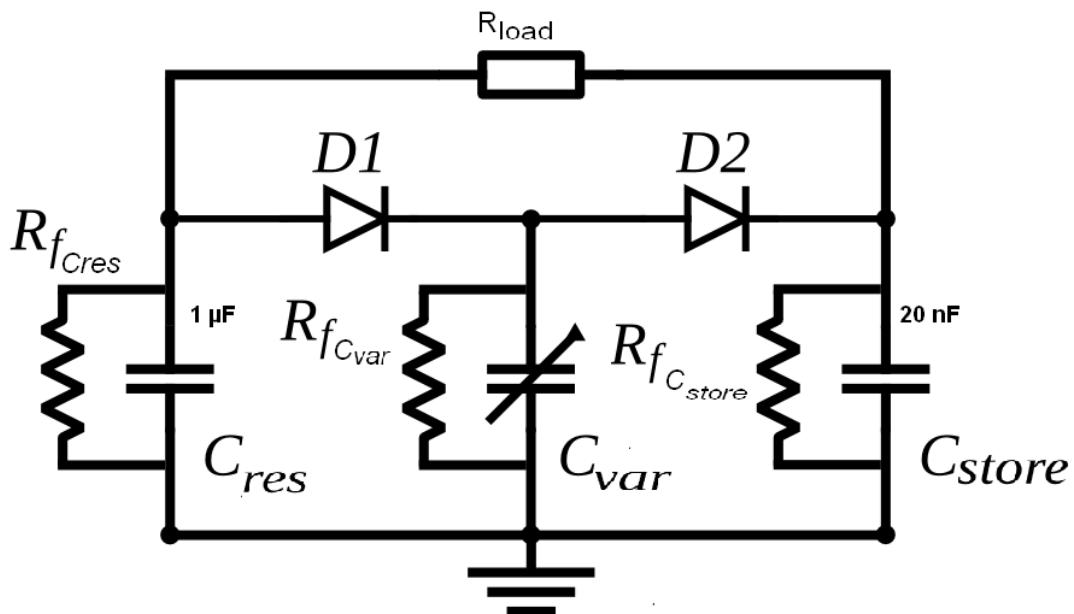 Rload
D1
D2
RfCres
1 µF
RfCvar
RfCstore
20 nF
Cres
Cvar
Cstore